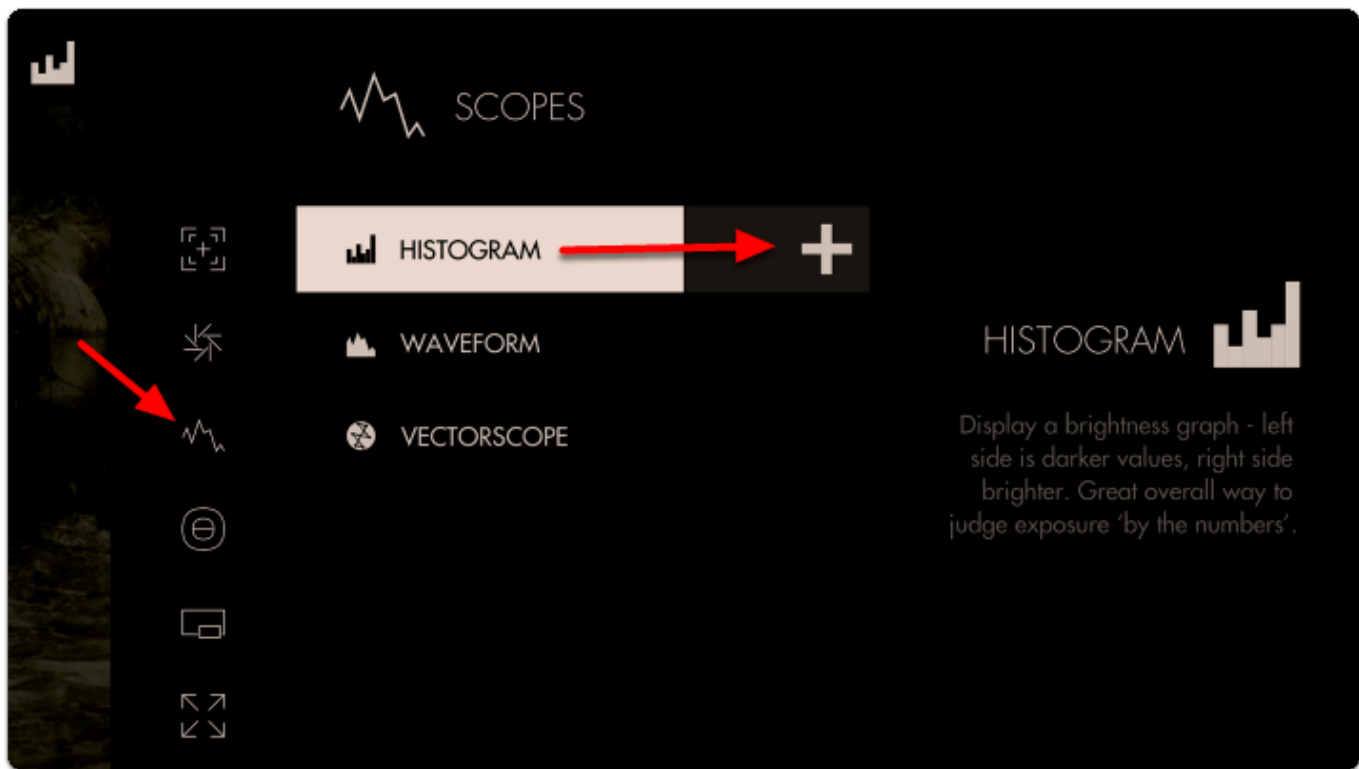 SCOPES
HISTOGRAM
WAVEFORM
VECTORSCOPE
HISTOGRAM
Display a brightness graph - left
side is darker values, right side
brighter. Great overall way to
judge exposure ‘by the numbers’.